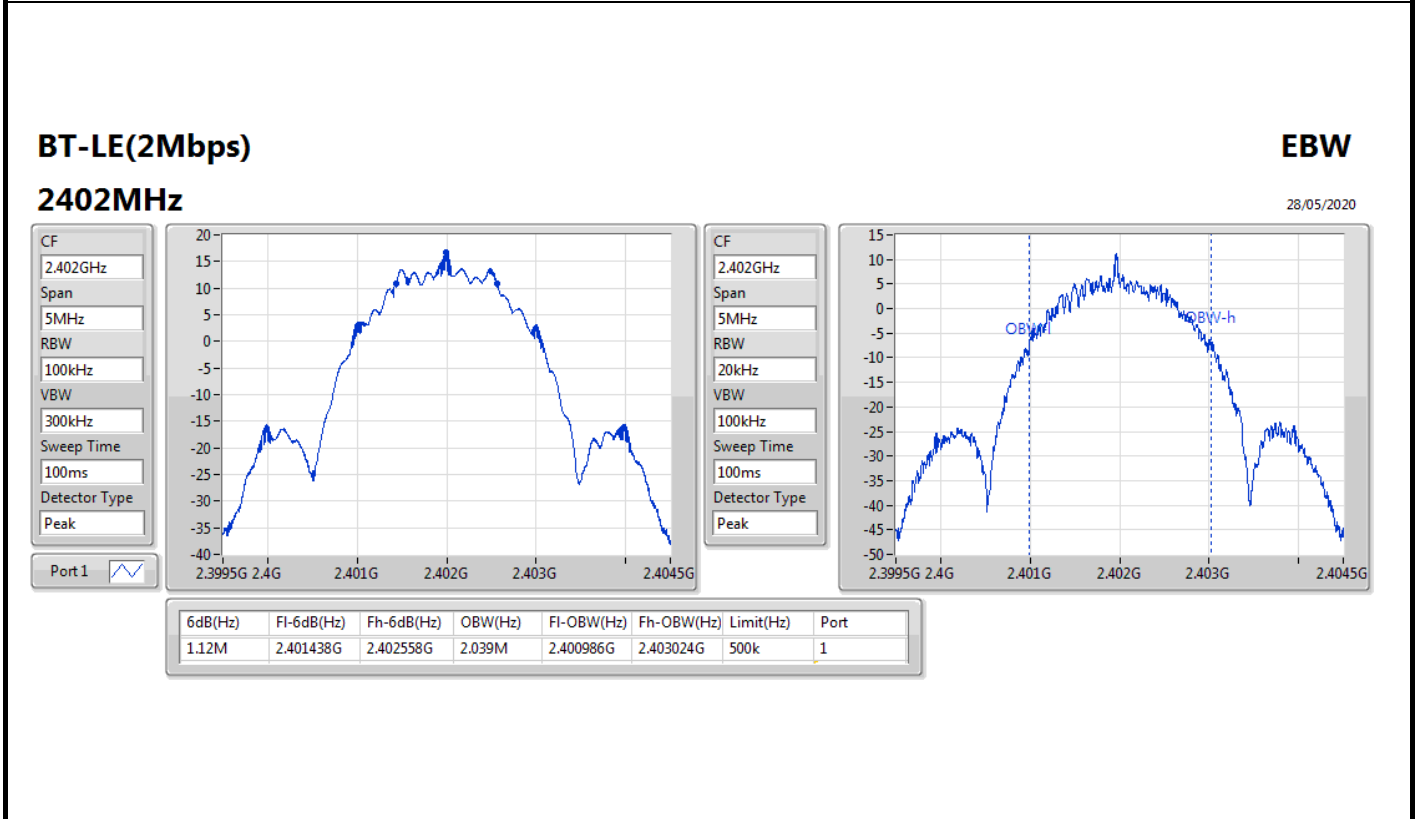 BT-LE(2Mbps)
EBW
2402MHz
28/05/2020
CF
2.402GHz
Span
5MHz
RBW
100kHz
VBW
300kHz
Sweep Time
100ms
Detector Type
Peak
Port 1
20
15
10
5
0
-5
-10
-15
-20
-25
-30
-35
-40
2.3995G 2.4G 2.401G 2.402G 2.403G 2.4045G
CF
2.402GHz
Span
5MHz
RBW
20kHz
VBW
100kHz
Sweep Time
100ms
Detector Type
Peak
15
10
5
0
-5
-10
-15
-20
-25
-30
-35
-40
-45
-50
OBW-l
OBW-h
2.3995G 2.4G 2.401G 2.402G 2.403G 2.4045G
6dB(Hz) Fl-6dB(Hz) Fh-6dB(Hz) OBW(Hz) Fl-OBW(Hz) Fh-OBW(Hz) Limit(Hz) Port
1.12M 2.401438G 2.402558G 2.039M 2.400986G 2.403024G 500k 1